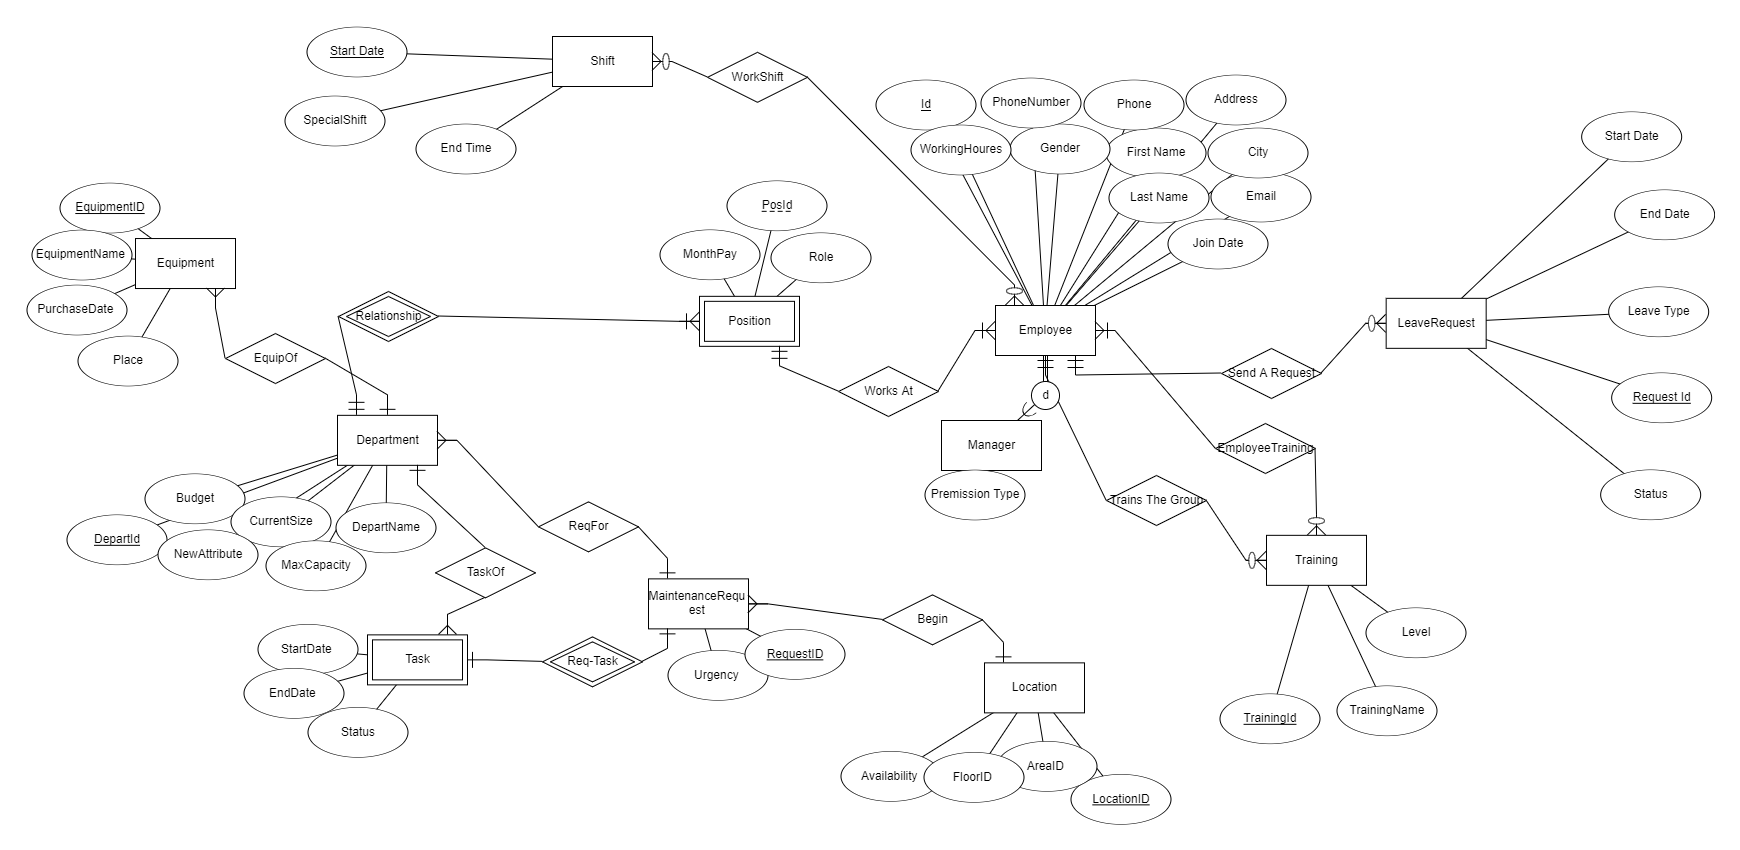 Start Date
Shift
WorkShift
SpecialShift
End Time
Id
PhoneNumber
Phone
Address
WorkingHoures
Gender
First Name
City
Last Name
Email
Join Date
Start Date
End Date
Leave Type
LeaveRequest
Request Id
Status
EquipmentID
EquipmentName
Equipment
PurchaseDate
Place
EquipOf
Relationship
PosId
MonthPay
Role
Position
Employee
Works At
Send A Request
d
Manager
Premission Type
EmployeeTraining
Trains The Group
Training
Level
TrainingId
TrainingName
Department
Budget
CurrentSize
DepartName
DepartId
NewAttribute
MaxCapacity
ReqFor
TaskOf
MaintenanceRequ
est
Begin
StartDate
Task
Req-Task
RequestID
Urgency
EndDate
Status
Location
Availability
FloorID
AreaID
LocationID